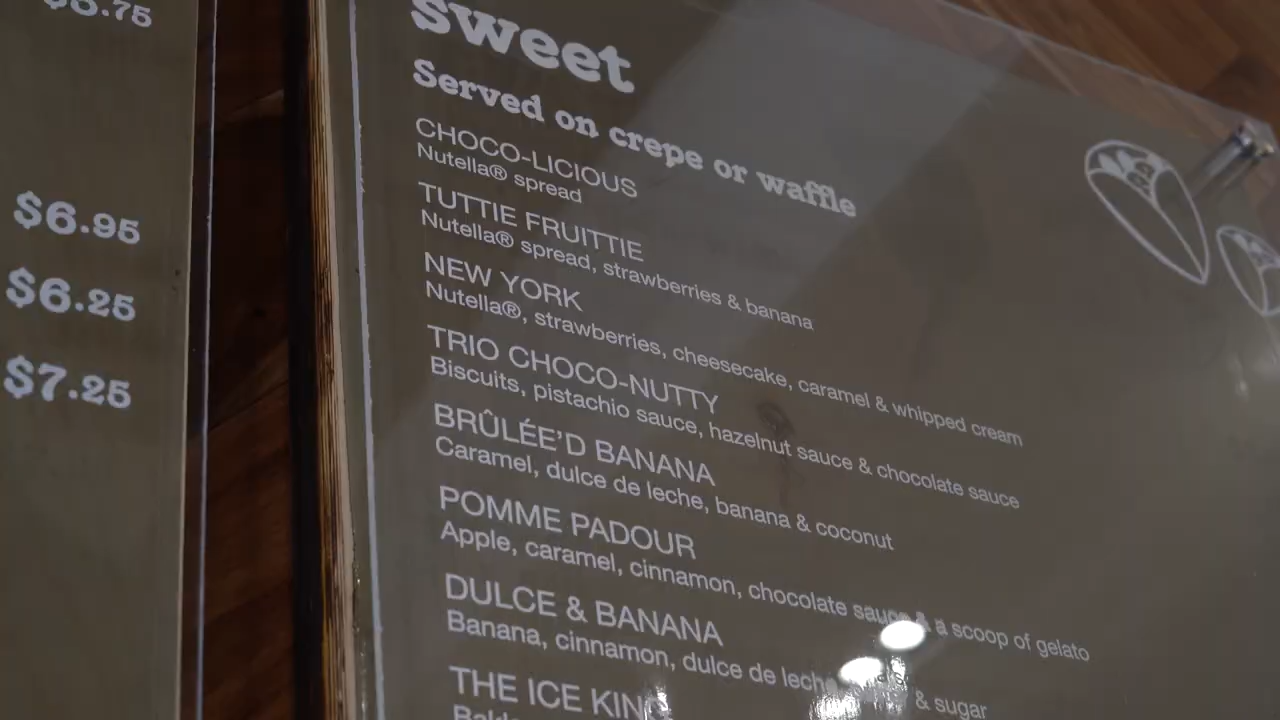 $6.95
$6.25
$7.25
sweet
Served on crepe or waffle
CHOCO-LICIOUS
Nutella® spread
TUTTIE FRUITTIE
Nutella® spread, strawberries & banana
NEW YORK
Nutella®, strawberries, cheesecake, caramel & whipped cream
TRIO CHOCO-NUTTY
Biscuits, pistachio sauce, hazelnut sauce & chocolate sauce
BRÛLÉE'D BANANA
Caramel, dulce de leche, banana & coconut
POMME PADOUR
Apple, caramel, cinnamon, chocolate sauce & a scoop of gelato
DULCE & BANANA
Banana, cinnamon, dulce de leche & sugar
THE ICE KING